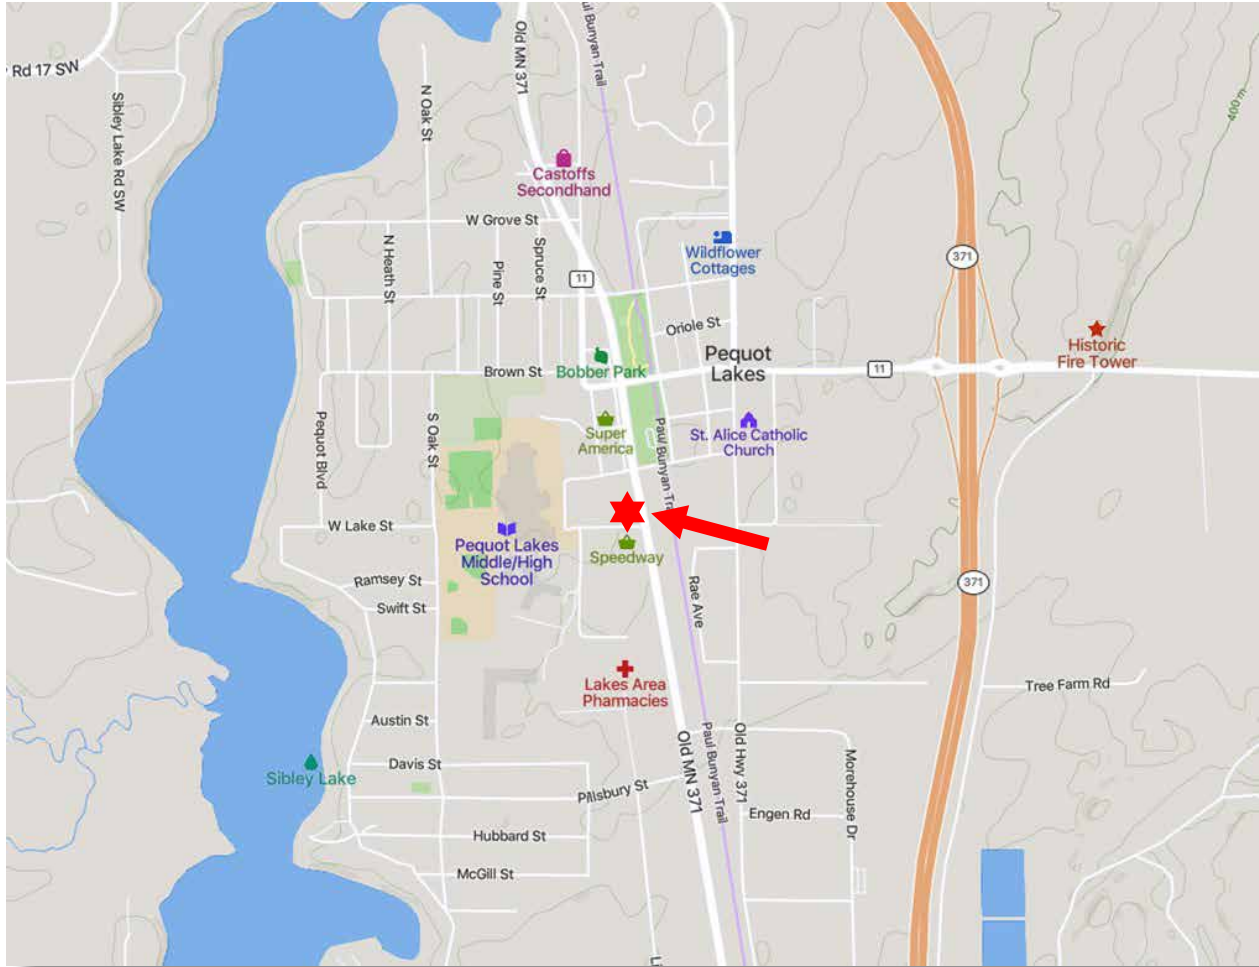 Rd 17 SW
Old MN 371
Paul Bunyan Trail
400 m
Sibley Lake Rd SW
N Oak St
Castoffs
Secondhand
W Grove St
N Heath St
Pine St
Spruce St
11
Wildflower
Cottages
371
Oriole St
Historic
Fire Tower
Pequot
Lakes
Bobber Park
Brown St
11
Pequot Blvd
S Oak St
Super
America
Paul Bunyan Tra
St. Alice Catholic
Church
W Lake St
Pequot Lakes
Middle/High
School
Speedway
Ramsey St
Swift St
Rae Ave
371
Lakes Area
Pharmacies
Tree Farm Rd
Austin St
Old MN 371
Paul Bunyan Trail
Old Hwy 371
Morehouse Dr
Davis St
Sibley Lake
Pillsbury St
Engen Rd
Hubbard St
McGill St
Li